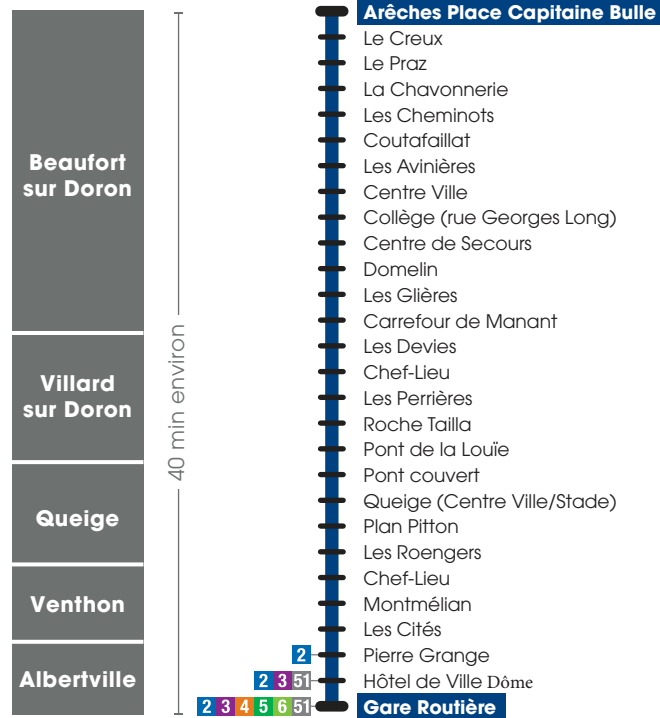 Arêches Place Capitaine Bulle
Le Creux
Le Praz
La Chavonnerie
Les Cheminots
Coutafaillat
Les Avinières
Centre Ville
Collège (rue Georges Long)
Centre de Secours
Domelin
Les Glières
Carrefour de Manant
Les Devies
Chef-Lieu
Les Perrières
Roche Tailla
Pont de la Louïe
Pont couvert
Queige (Centre Ville/Stade)
Plan Pitton
Les Roengers
Chef-Lieu
Montmélian
Les Cités
2 Pierre Grange
2 3 51 Hôtel de Ville Dôme
2 3 4 5 6 51 Gare Routière
Beaufort
sur Doron
Villard
sur Doron
Queige
Venthon
Albertville
40 min environ